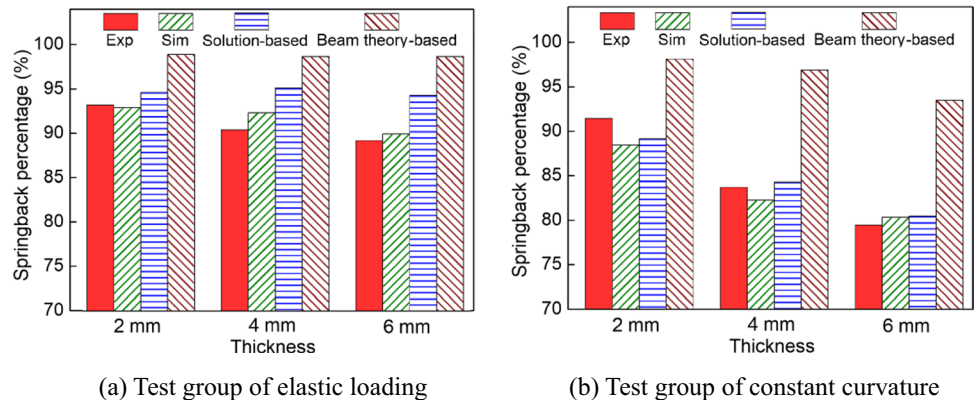 Exp Sim Solution-based Beam theory-based
Springback percentage (%)
100
95
90
85
80
75
70
2 mm 4 mm 6 mm
Thickness
(a) Test group of elastic loading
Exp Sim Solution-based Beam theory-based
Springback percentage (%)
100
95
90
85
80
75
70
2 mm 4 mm 6 mm
Thickness
(b) Test group of constant curvature